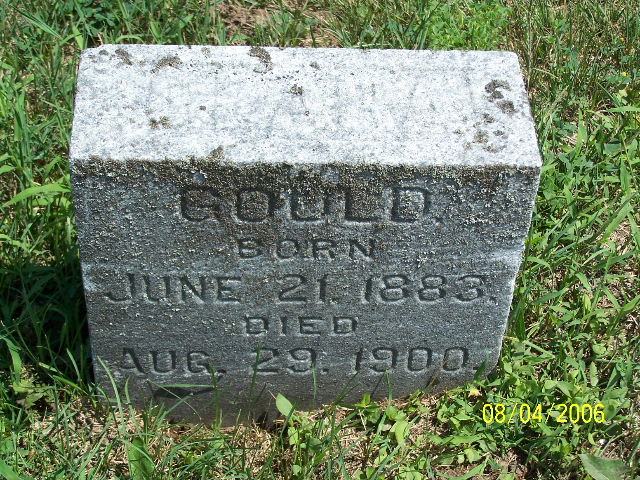 GOULD.
BORN
JUNE 21. 1883.
DIED
AUG. 29. 1900.
08/04/2006